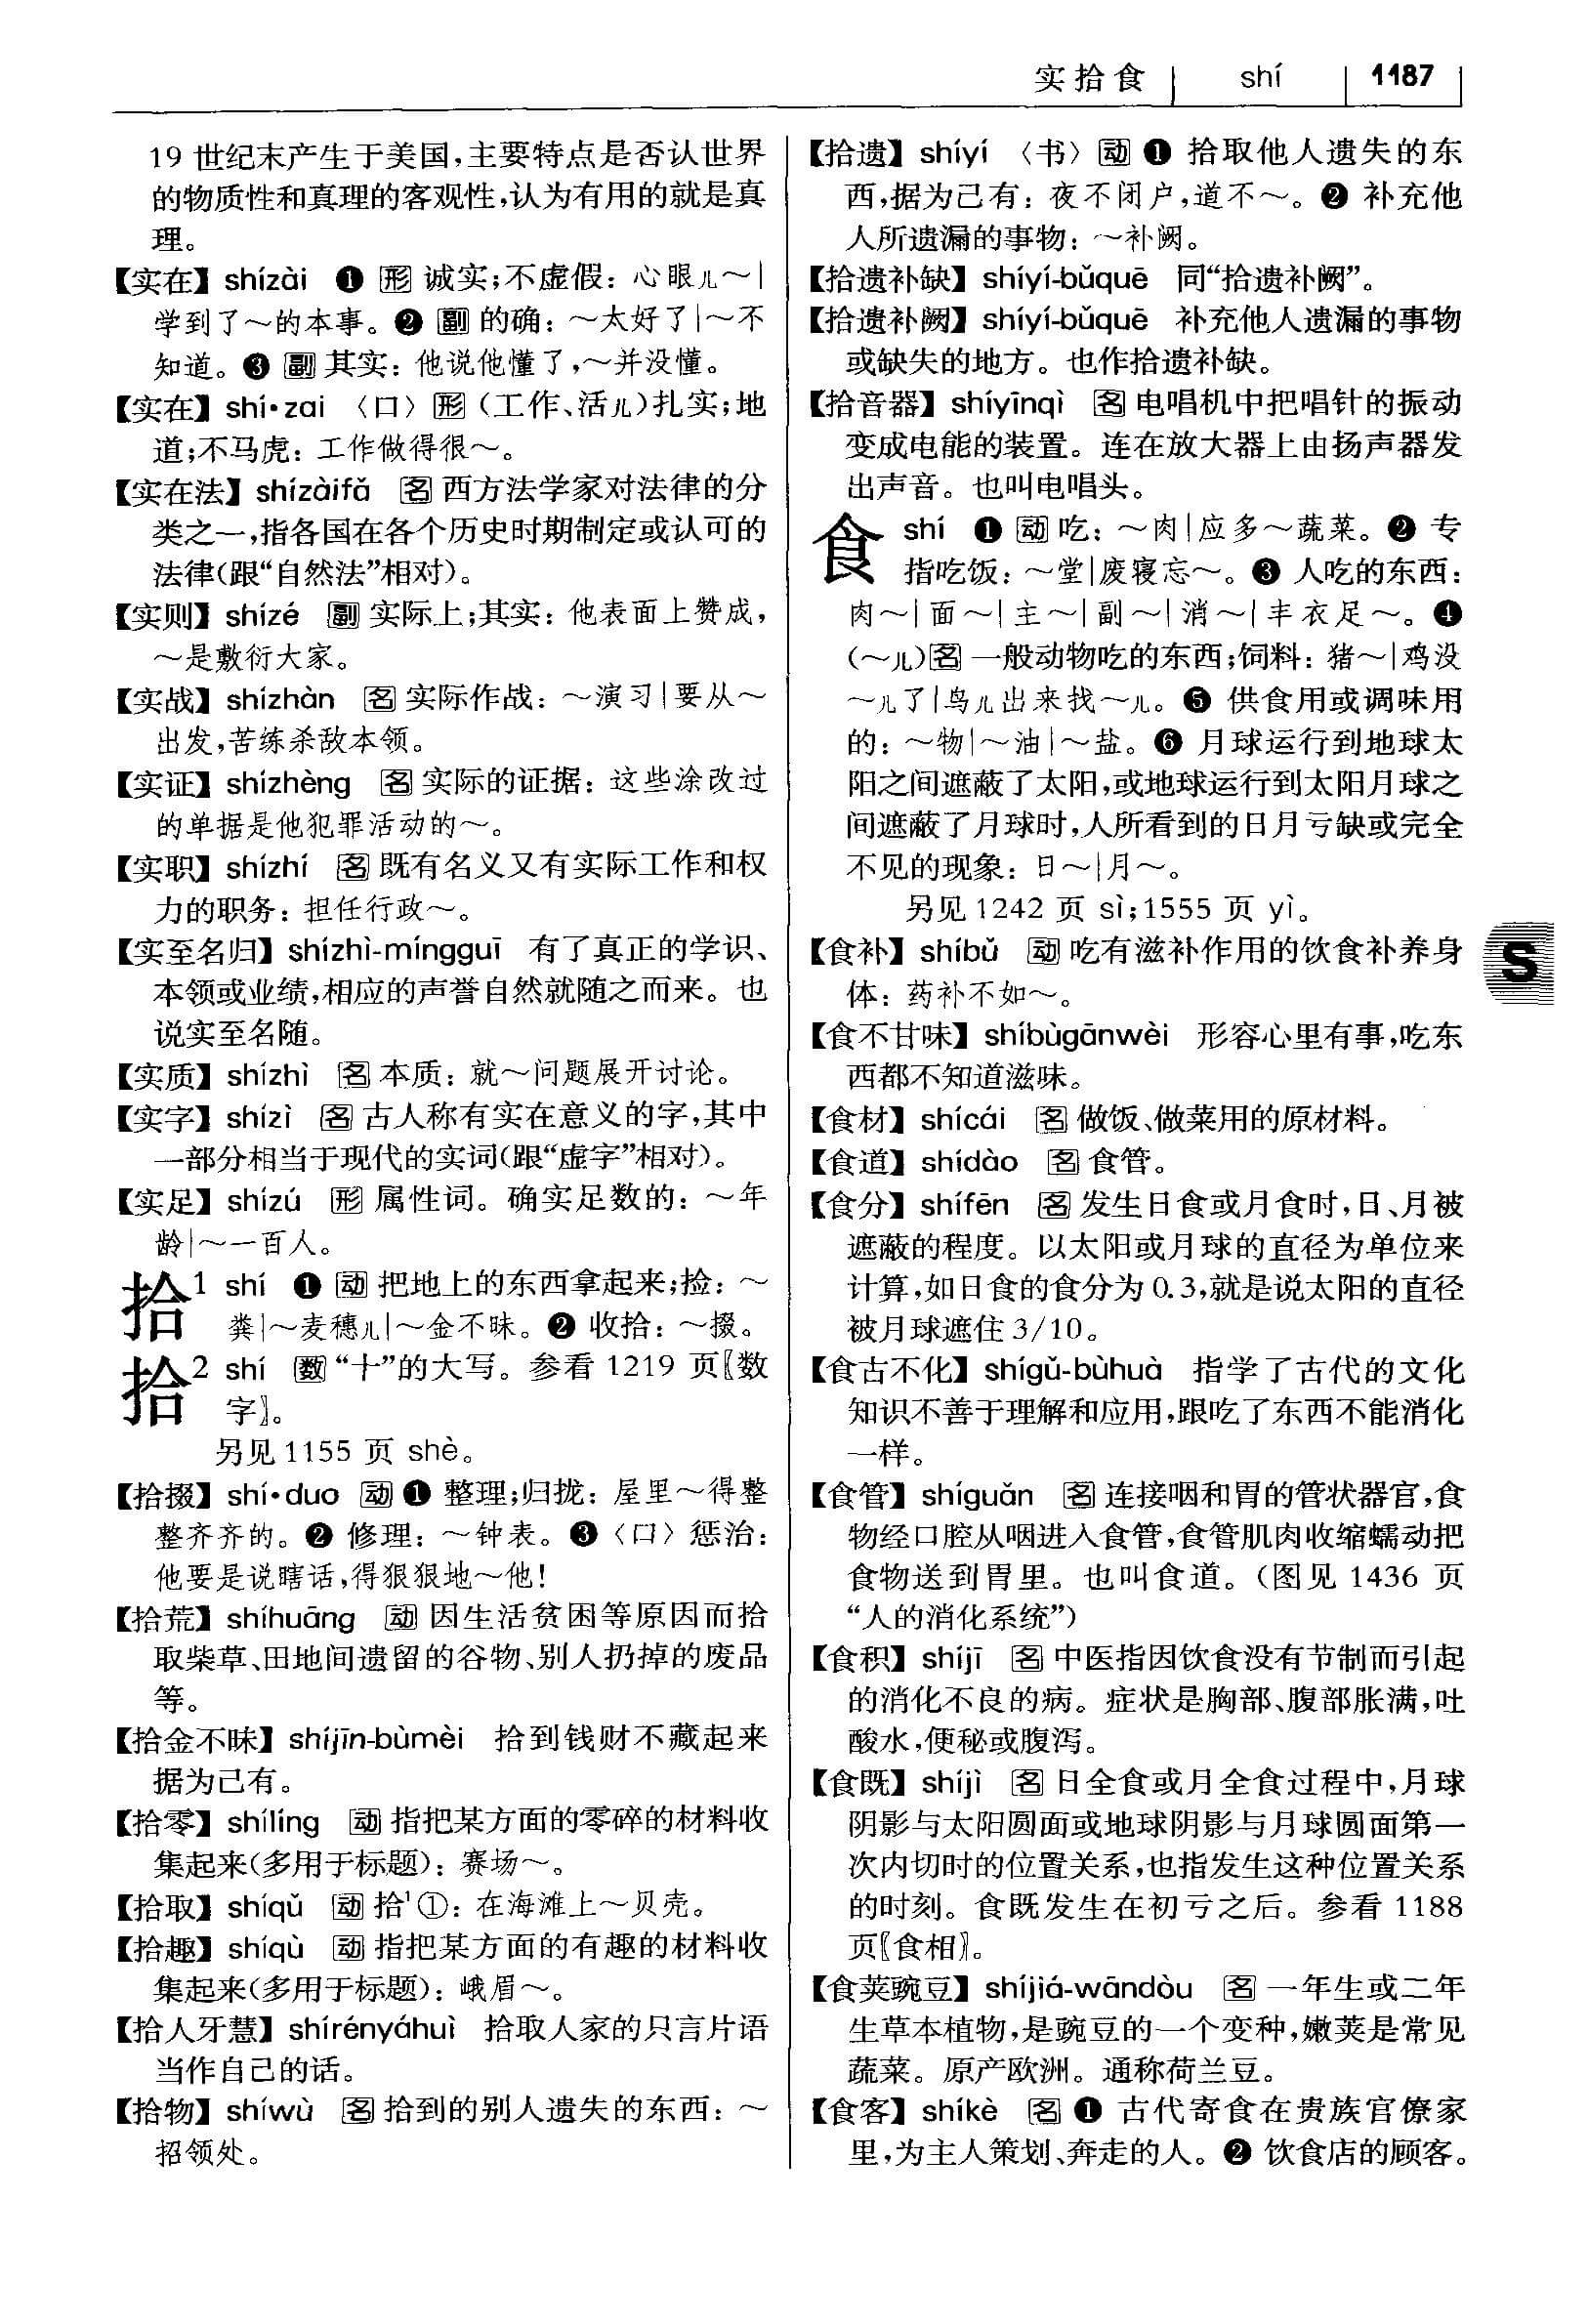 实拾食 shí 1187
19 世纪末产生于美国,主要特点是否认世界
的物质性和真理的客观性,认为有用的就是真
理。
【实在】shízài ❶ 形 诚实;不虚假：心眼儿～|
学到了～的本事。❷ 副 的确：～太好了|～不
知道。❸ 副 其实：他说他懂了,～并没懂。
【实在】shí·zai 〈口〉形（工作、活儿）扎实;地
道;不马虎：工作做得很～。
【实在法】shízàifǎ 名 西方法学家对法律的分
类之一,指各国在各个历史时期制定或认可的
法律(跟“自然法”相对)。
【实则】shízé 副 实际上;其实：他表面上赞成,
～是敷衍大家。
【实战】shízhàn 名 实际作战：～演习|要从～
出发,苦练杀敌本领。
【实证】shízhèng 名 实际的证据：这些涂改过
的单据是他犯罪活动的～。
【实职】shízhí 名 既有名义又有实际工作和权
力的职务：担任行政～。
【实至名归】shízhì-míngguī 有了真正的学识、
本领或业绩,相应的声誉自然就随之而来。也
说实至名随。
【实质】shízhì 名 本质：就～问题展开讨论。
【实字】shízì 名 古人称有实在意义的字,其中
一部分相当于现代的实词(跟“虚字”相对)。
【实足】shízú 形 属性词。确实足数的：～年
龄|～一百人。
拾1 shí ❶ 动 把地上的东西拿起来;捡：～
粪|～麦穗儿|～金不昧。❷ 收拾：～掇。
拾2 shí 数 “十”的大写。参看 1219 页〖数
字〗。
另见 1155 页 shè。
【拾掇】shí·duo 动 ❶ 整理;归拢：屋里～得整
整齐齐的。❷ 修理：～钟表。❸〈口〉惩治：
他要是说瞎话,得狠狠地～他!
【拾荒】shíhuāng 动 因生活贫困等原因而拾
取柴草、田地间遗留的谷物、别人扔掉的废品
等。
【拾金不昧】shíjīn-bùmèi 拾到钱财不藏起来
据为己有。
【拾零】shílíng 动 指把某方面的零碎的材料收
集起来(多用于标题)：赛场～。
【拾取】shíqǔ 动 拾¹①：在海滩上～贝壳。
【拾趣】shíqù 动 指把某方面的有趣的材料收
集起来(多用于标题)：峨眉～。
【拾人牙慧】shírényáhuì 拾取人家的只言片语
当作自己的话。
【拾物】shíwù 名 拾到的别人遗失的东西：～
招领处。
【拾遗】shíyí 〈书〉动 ❶ 拾取他人遗失的东
西,据为己有：夜不闭户,道不～。❷ 补充他
人所遗漏的事物：～补阙。
【拾遗补缺】shíyí-bǔquē 同“拾遗补阙”。
【拾遗补阙】shíyí-bǔquē 补充他人遗漏的事物
或缺失的地方。也作拾遗补缺。
【拾音器】shíyīnqì 名 电唱机中把唱针的振动
变成电能的装置。连在放大器上由扬声器发
出声音。也叫电唱头。
食 shí ❶ 动 吃：～肉|应多～蔬菜。❷ 专
指吃饭：～堂|废寝忘～。❸ 人吃的东西：
肉～|面～|主～|副～|消～|丰衣足～。❹
(～儿)名 一般动物吃的东西;饲料：猪～|鸡没
～儿了|鸟儿出来找～儿。❺ 供食用或调味用
的：～物|～油|～盐。❻ 月球运行到地球太
阳之间遮蔽了太阳,或地球运行到太阳月球之
间遮蔽了月球时,人所看到的日月亏缺或完全
不见的现象：日～|月～。
另见 1242 页 sì;1555 页 yì。
【食补】shíbǔ 动 吃有滋补作用的饮食补养身
体：药补不如～。
【食不甘味】shíbùgānwèi 形容心里有事,吃东
西都不知道滋味。
【食材】shícái 名 做饭、做菜用的原材料。
【食道】shídào 名 食管。
【食分】shífēn 名 发生日食或月食时,日、月被
遮蔽的程度。以太阳或月球的直径为单位来
计算,如日食的食分为 0.3,就是说太阳的直径
被月球遮住 3/10。
【食古不化】shígǔ-bùhuà 指学了古代的文化
知识不善于理解和应用,跟吃了东西不能消化
一样。
【食管】shíguǎn 名 连接咽和胃的管状器官,食
物经口腔从咽进入食管,食管肌肉收缩蠕动把
食物送到胃里。也叫食道。（图见 1436 页
“人的消化系统”）
【食积】shíjī 名 中医指因饮食没有节制而引起
的消化不良的病。症状是胸部、腹部胀满,吐
酸水,便秘或腹泻。
【食既】shíjì 名 日全食或月全食过程中,月球
阴影与太阳圆面或地球阴影与月球圆面第一
次内切时的位置关系,也指发生这种位置关系
的时刻。食既发生在初亏之后。参看 1188
页〖食相〗。
【食荚豌豆】shíjiá-wāndòu 名 一年生或二年
生草本植物,是豌豆的一个变种,嫩荚是常见
蔬菜。原产欧洲。通称荷兰豆。
【食客】shíkè 名 ❶ 古代寄食在贵族官僚家
里,为主人策划、奔走的人。❷ 饮食店的顾客。
S